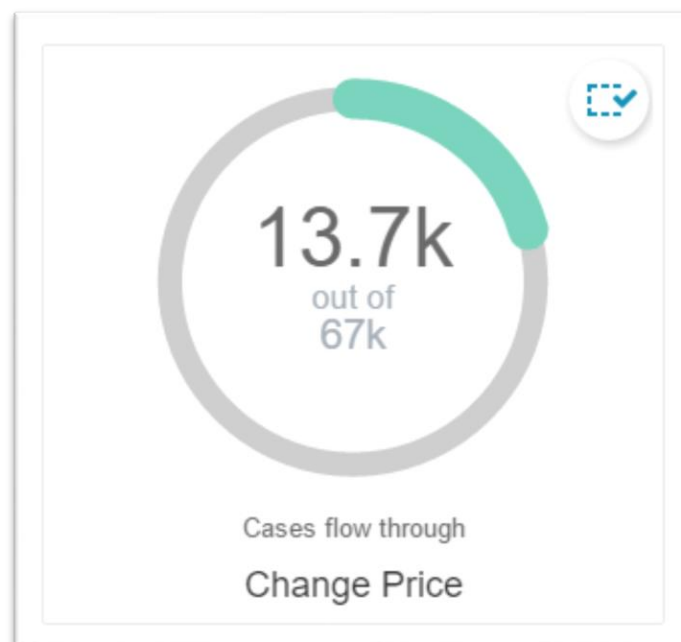 13.7k
out of
67k
Cases flow through
Change Price